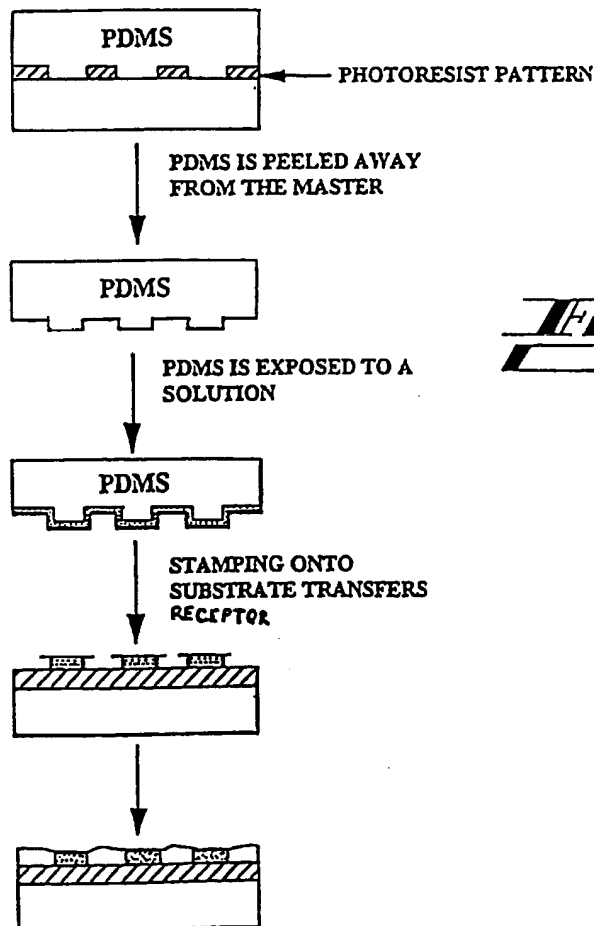 PDMS
PHOTORESIST PATTERN
PDMS IS PEELED AWAY
FROM THE MASTER
PDMS
PDMS IS EXPOSED TO A
SOLUTION
PDMS
STAMPING ONTO
SUBSTRATE TRANSFERS
RECEPTOR